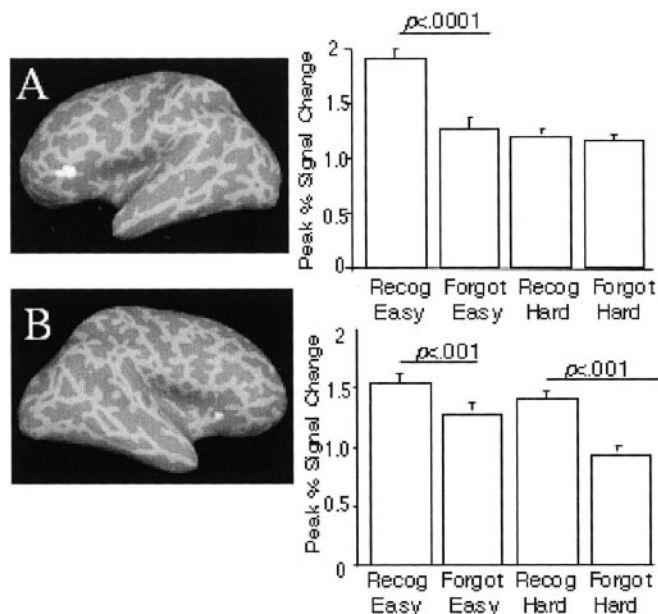 A
p<.0001
Peak % Signal Change
2
1.5
1.0
0.5
0
Recog Forgot Recog Forgot
Easy Easy Hard Hard
B
p<.001
p<.001
Peak % Signal Change
2
1.5
1.0
0.5
0
Recog Forgot Recog Forgot
Easy Easy Hard Hard